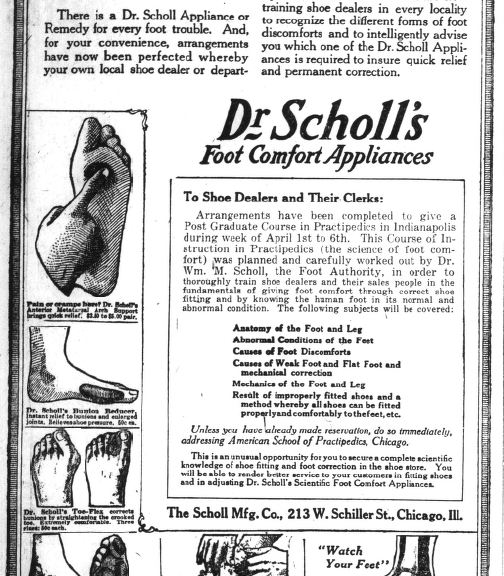 There is a Dr. Scholl Appliance or
Remedy for every foot trouble. And,
for your convenience, arrangements
have now been perfected whereby
your own local shoe dealer or depart-
training shoe dealers in every locality
to recognize the different forms of foot
discomforts and to intelligently advise
you which one of the Dr. Scholl Appli-
ances is required to insure quick relief
and permanent correction.
Dr Scholl's
Foot Comfort Appliances
Pain or cramps here? Dr. Scholl's
Anterior Metatarsal Arch Support
brings quick relief. $2.50 to $5.00 pair.
Dr. Scholl's Bunion Reducer,
instant relief to bunions and enlarged
joints. Relieves shoe pressure. 50c ea.
Dr. Scholl's Toe-Flex corrects
bunions by straightening the crooked
toe. Extremely comfortable. Three
sizes: 50c each.
To Shoe Dealers and Their Clerks:
Arrangements have been completed to give a
Post Graduate Course in Practipedics in Indianapolis
during week of April 1st to 6th. This Course of In-
struction in Practipedics (the science of foot com-
fort) was planned and carefully worked out by Dr.
Wm. M. Scholl, the Foot Authority, in order to
thoroughly train shoe dealers and their sales people in the
fundamentals of giving foot comfort through correct shoe
fitting and by knowing the human foot in its normal and
abnormal condition. The following subjects will be covered:
Anatomy of the Foot and Leg
Abnormal Conditions of the Feet
Causes of Foot Discomforts
Causes of Weak Foot and Flat Foot and
mechanical correction
Mechanics of the Foot and Leg
Result of improperly fitted shoes and a
method whereby all shoes can be fitted
properly and comfortably to the feet, etc.
Unless you have already made reservation, do so immediately,
addressing American School of Practipedics, Chicago.
This is an unusual opportunity for you to secure a complete scientific
knowledge of shoe fitting and foot correction in the shoe store. You
will be able to render better service to your customers in fitting shoes
and in adjusting Dr. Scholl's Scientific Foot Comfort Appliances.
The Scholl Mfg. Co., 213 W. Schiller St., Chicago, Ill.
"Watch
Your Feet"